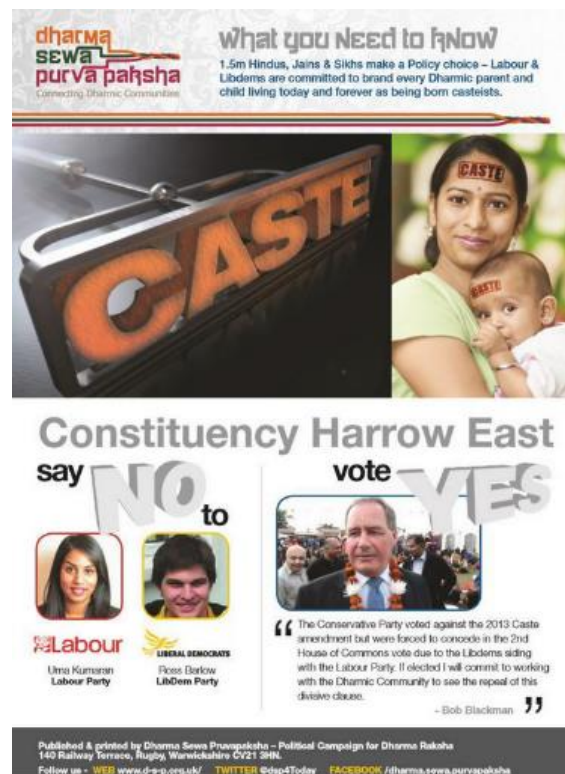 dharma
sewa
purva paksha
Connecting Dharmic Communities
What you Need to KNOW
1.5m Hindus, Jains & Sikhs make a Policy choice – Labour &
Libdems are committed to brand every Dharmic parent and
child living today and forever as being born casteists.
CASTE
CASTE
CASTE
Constituency Harrow East
say NO to
vote YES
Labour
Uma Kumaran
Labour Party
LIBERAL DEMOCRATS
Ross Barlow
LibDem Party
“ The Conservative Party voted against the 2013 Caste
amendment but were forced to concede in the 2nd
House of Commons vote due to the Libdems siding
with the Labour Party. If elected I will commit to working
with the Dharmic Community to see the repeal of this
divisive clause. ”
- Bob Blackman
Published & printed by Dharma Sewa Pruvapaksha – Political Campaign for Dharma Raksha
140 Railway Terrace, Rugby, Warwickshire CV21 3HN.
Follow us - WEB www.d-s-p.org.uk/ TWITTER @dsp4Today FACEBOOK /dharma.sewa.purvapaksha